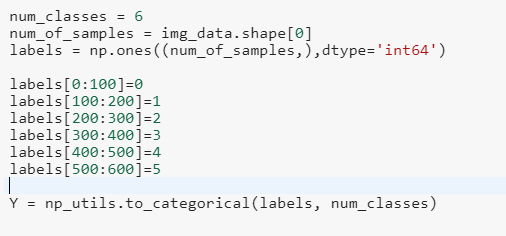 num_classes = 6
num_of_samples = img_data.shape[0]
labels = np.ones((num_of_samples,),dtype='int64')
labels[0:100]=0
labels[100:200]=1
labels[200:300]=2
labels[300:400]=3
labels[400:500]=4
labels[500:600]=5
Y = np_utils.to_categorical(labels, num_classes)